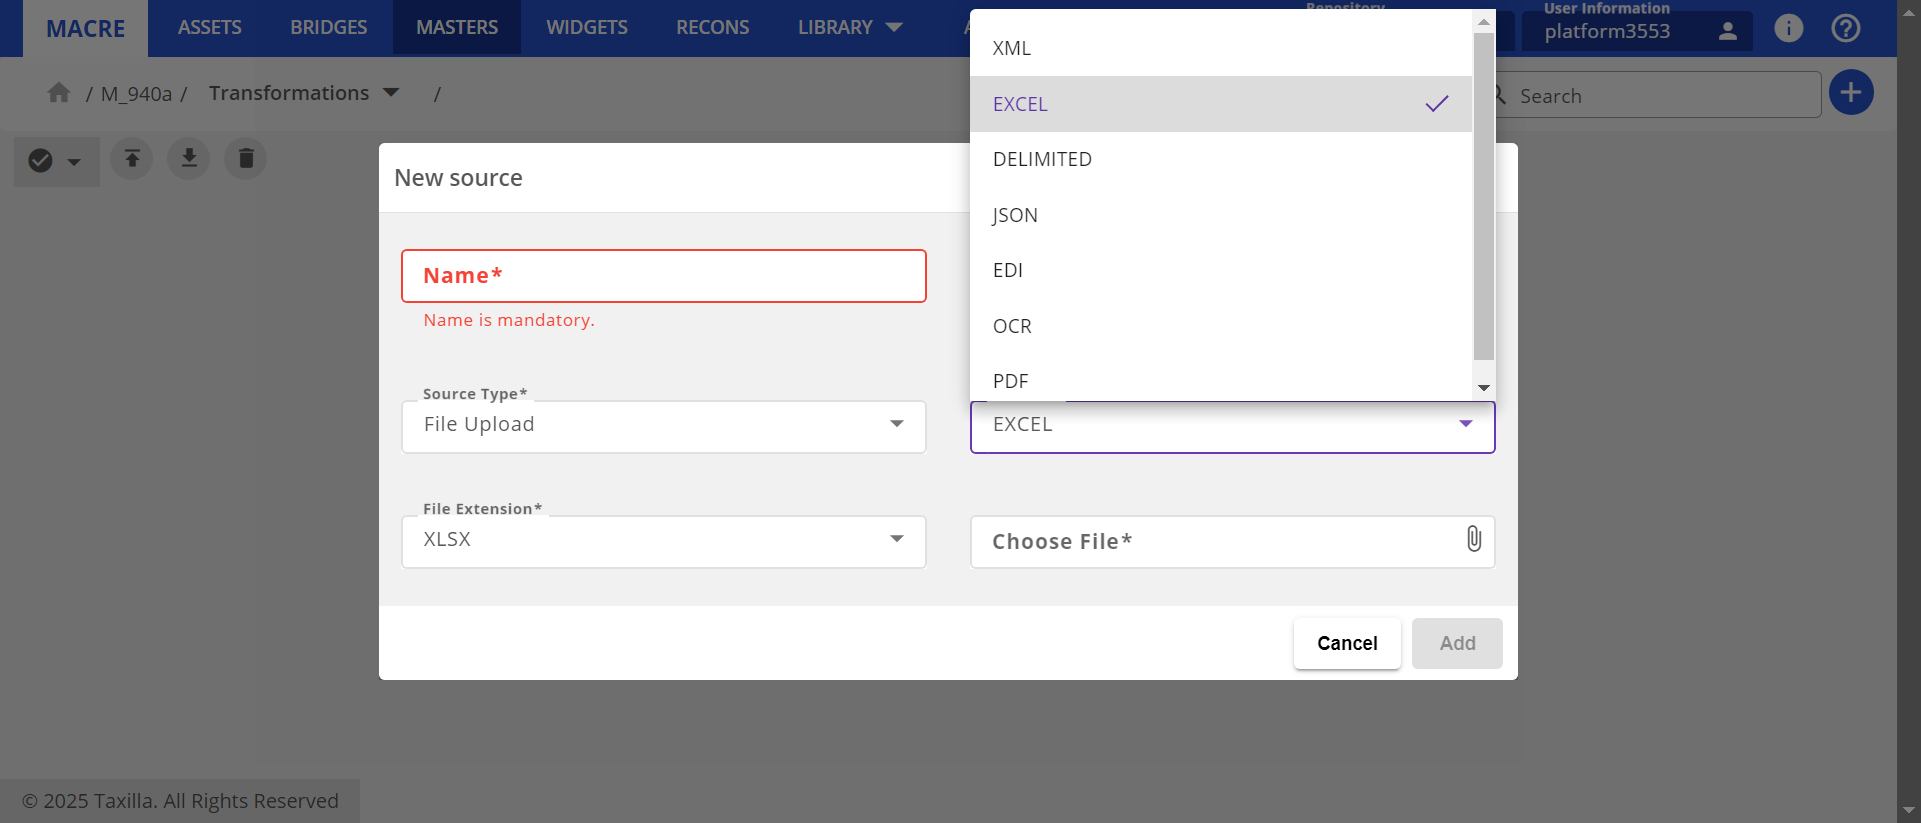 MACRE
ASSETS
BRIDGES
MASTERS
WIDGETS
RECONS
LIBRARY
Repository
User Information
platform3553
/ M_940a / Transformations /
Search
New source
Name*
Name is mandatory.
XML
EXCEL
DELIMITED
JSON
EDI
OCR
PDF
Source Type*
File Upload
EXCEL
File Extension*
XLSX
Choose File*
Cancel
Add
© 2025 Taxilla. All Rights Reserved